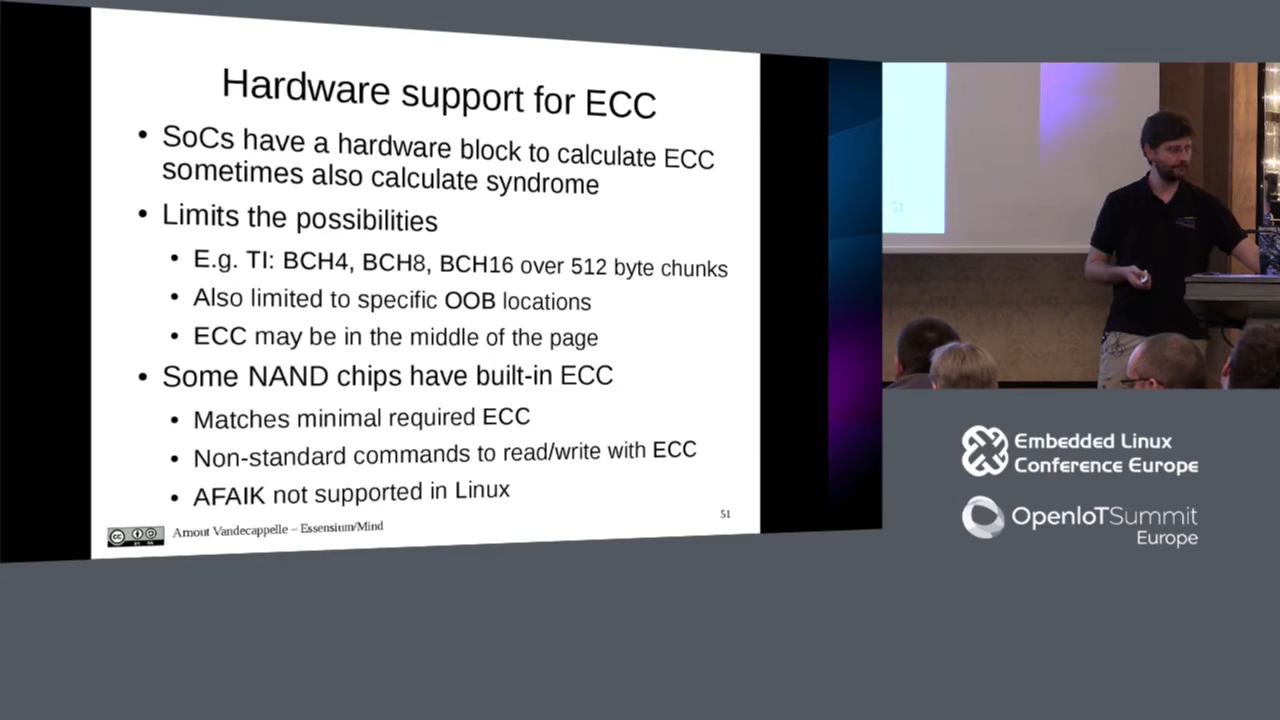 Hardware support for ECC
• SoCs have a hardware block to calculate ECC
sometimes also calculate syndrome
• Limits the possibilities
• E.g. TI: BCH4, BCH8, BCH16 over 512 byte chunks
• Also limited to specific OOB locations
• ECC may be in the middle of the page
• Some NAND chips have built-in ECC
• Matches minimal required ECC
• Non-standard commands to read/write with ECC
• AFAIK not supported in Linux
Arnout Vandecappelle – Essensium/Mind
51
51
Embedded Linux
Conference Europe
OpenIoTSummit
Europe